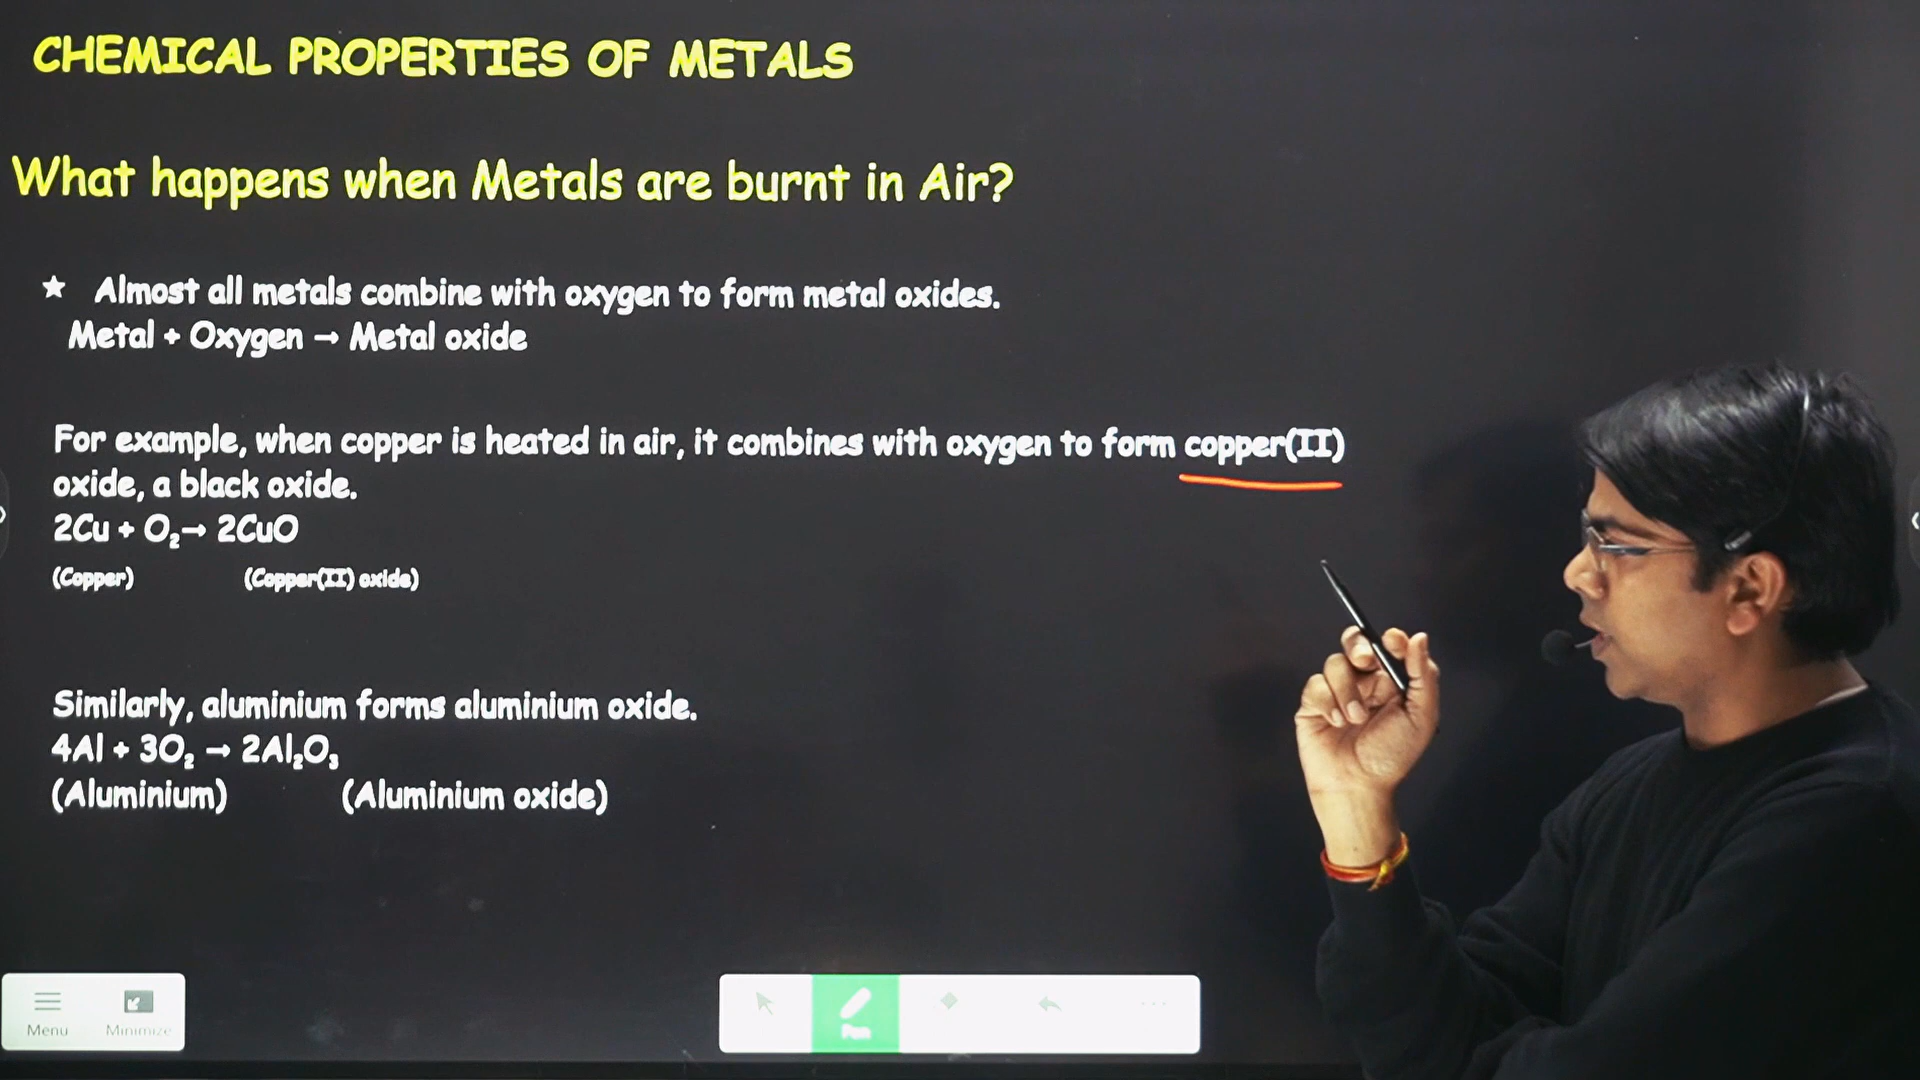 CHEMICAL PROPERTIES OF METALS
What happens when Metals are burnt in Air?
★ Almost all metals combine with oxygen to form metal oxides.
Metal + Oxygen → Metal oxide
For example, when copper is heated in air, it combines with oxygen to form copper(II)
oxide, a black oxide.
2Cu + O₂→ 2CuO
(Copper) (Copper(II) oxide)
Similarly, aluminium forms aluminium oxide.
4Al + 3O₂ → 2Al₂O₃
(Aluminium) (Aluminium oxide)
Menu Minimize
Pen